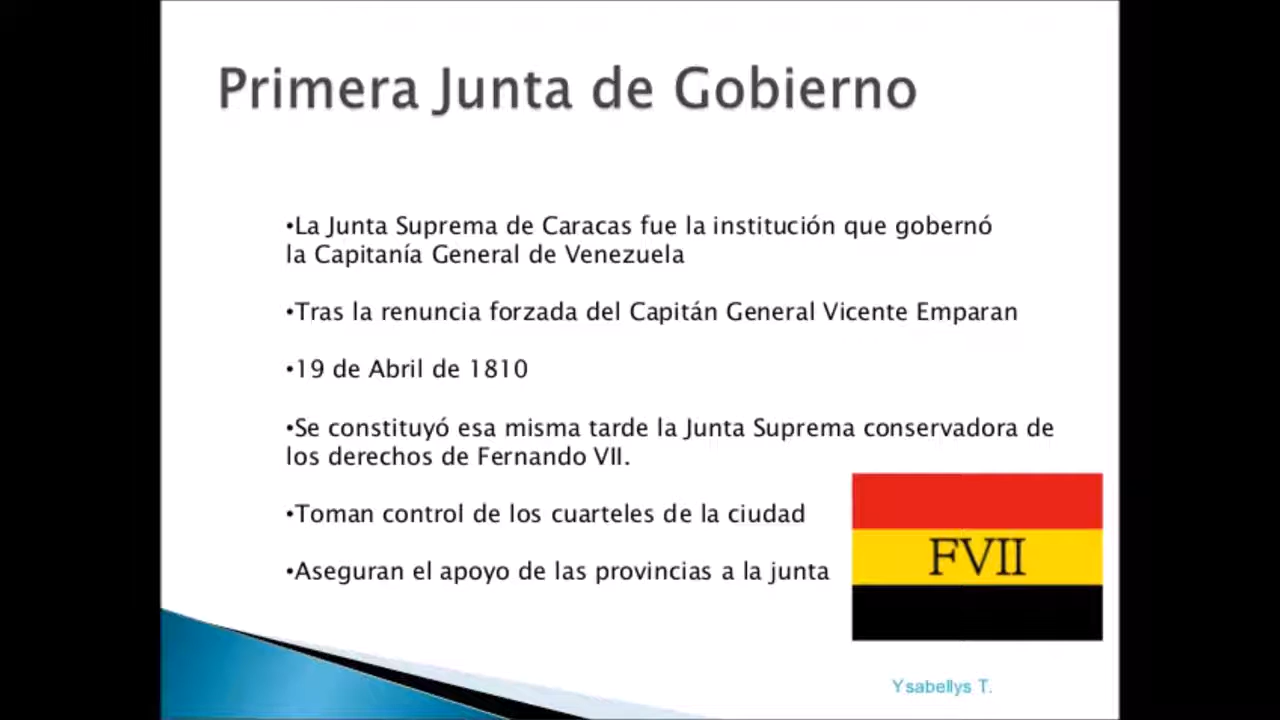 Primera Junta de Gobierno
•La Junta Suprema de Caracas fue la institución que gobernó
la Capitanía General de Venezuela
•Tras la renuncia forzada del Capitán General Vicente Emparan
•19 de Abril de 1810
•Se constituyó esa misma tarde la Junta Suprema conservadora de
los derechos de Fernando VII.
•Toman control de los cuarteles de la ciudad
•Aseguran el apoyo de las provincias a la junta
FVII
Ysabellys T.